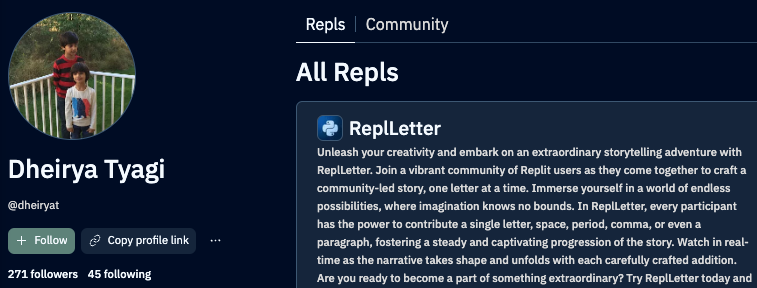 Repls
Community
All Repls
Dheirya Tyagi
@dheiryat
+ Follow
Copy profile link
...
271 followers 45 following
ReplLetter
Unleash your creativity and embark on an extraordinary storytelling adventure with
ReplLetter. Join a vibrant community of Replit users as they come together to craft a
community-led story, one letter at a time. Immerse yourself in a world of endless
possibilities, where imagination knows no bounds. In ReplLetter, every participant
has the power to contribute a single letter, space, period, comma, or even a
paragraph, fostering a steady and captivating progression of the story. Watch in real-
time as the narrative takes shape and unfolds with each carefully crafted addition.
Are you ready to become a part of something extraordinary? Try ReplLetter today and